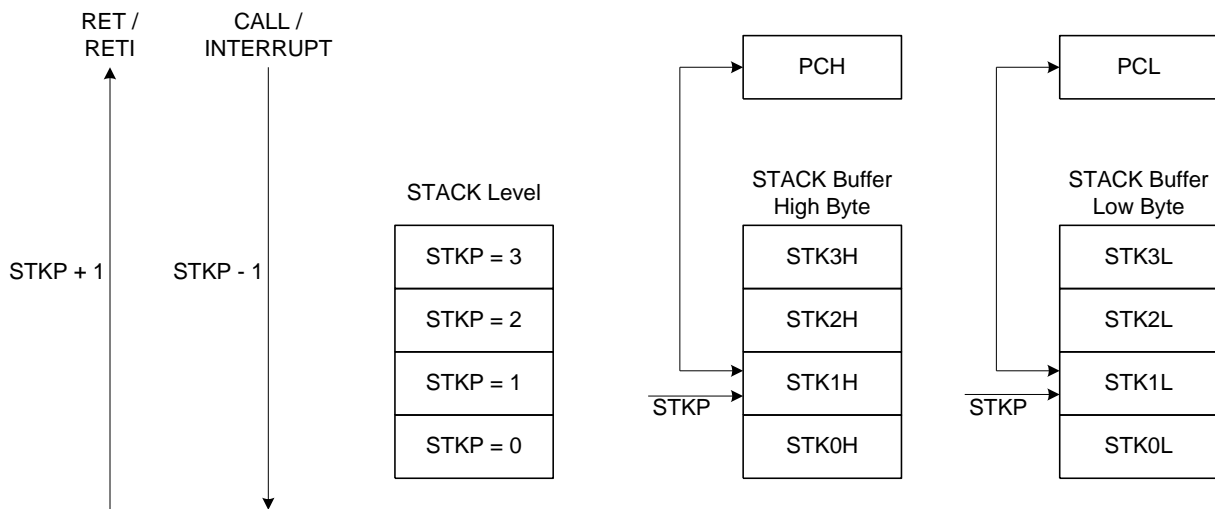 RET /
RETI
CALL /
INTERRUPT
PCH
PCL
STACK Level
STACK Buffer
High Byte
STACK Buffer
Low Byte
STKP + 1
STKP - 1
STKP = 3
STK3H
STK3L
STKP = 2
STK2H
STK2L
STKP = 1
STK1H
STK1L
STKP
STKP
STKP = 0
STK0H
STK0L